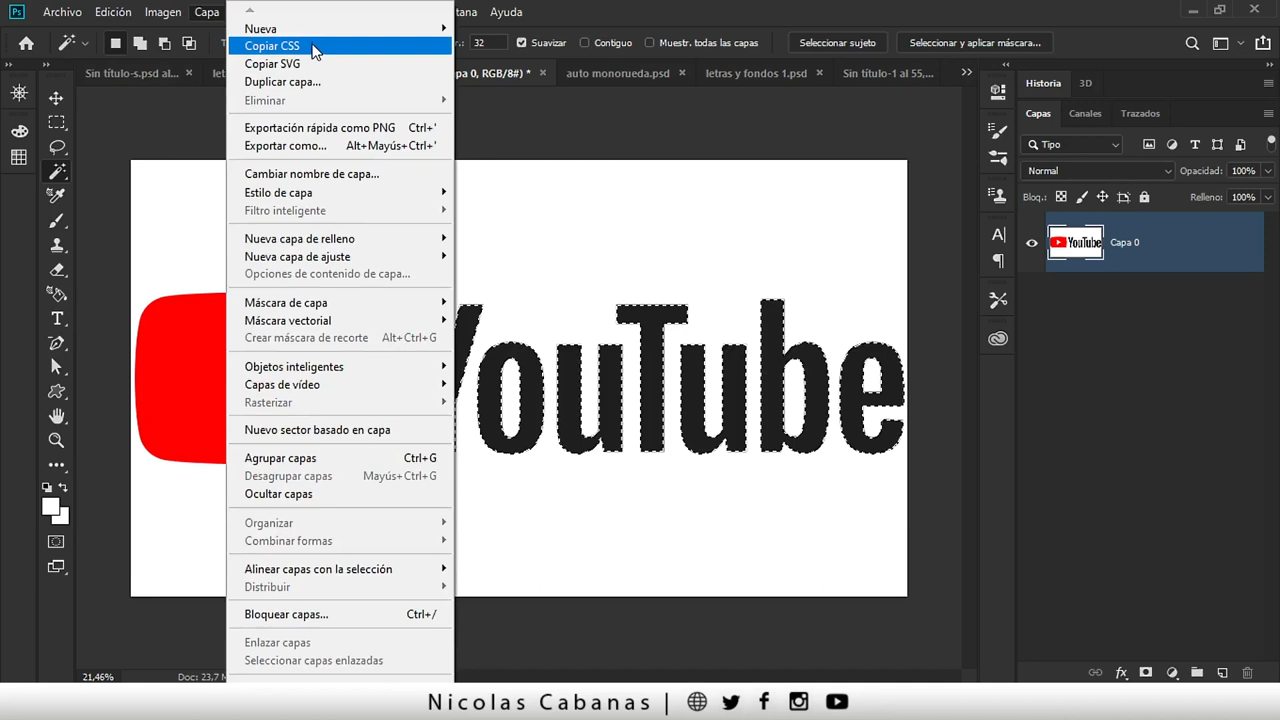 Ps Archivo Edición Imagen Capa Ayuda
32 Suavizar Contiguo Muestr. todas las capas Seleccionar sujeto Seleccionar y aplicar máscara...
Sin título-s.psd al... capa 0, RGB/8#) * auto monorueda.psd letras y fondos 1.psd Sin título-1 al 55,...
Nueva
Copiar CSS
Copiar SVG
Duplicar capa...
Eliminar
Exportación rápida como PNG Ctrl+'
Exportar como... Alt+Mayús+Ctrl+'
Cambiar nombre de capa...
Estilo de capa
Filtro inteligente
Nueva capa de relleno
Nueva capa de ajuste
Opciones de contenido de capa...
Máscara de capa
Máscara vectorial
Crear máscara de recorte Alt+Ctrl+G
Objetos inteligentes
Capas de vídeo
Rasterizar
Nuevo sector basado en capa
Agrupar capas Ctrl+G
Desagrupar capas Mayús+Ctrl+G
Ocultar capas
Organizar
Combinar formas
Alinear capas con la selección
Distribuir
Bloquear capas... Ctrl+/
Enlazar capas
Seleccionar capas enlazadas
YouTube
Historia 3D
Capas Canales Trazados
Tipo
Normal Opacidad: 100%
Bloq.: Relleno: 100%
YouTube Capa 0
21,46% Doc: 23,7 M
Nicolas Cabanas |